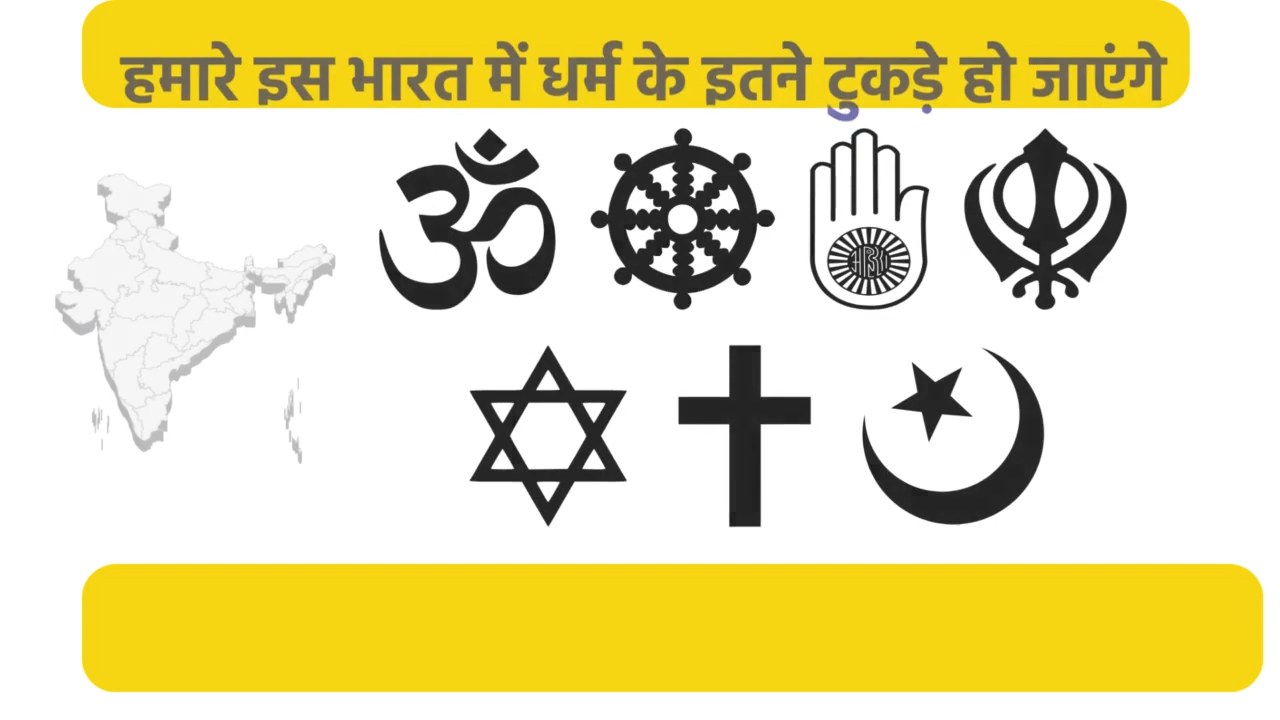 हमारे इस भारत में धर्म के इतने टुकड़े हो जाएंगे